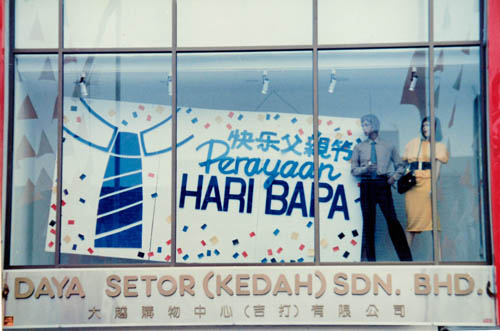 快乐父親节
Perayaan
HARI BAPA
DAYA SETOR (KEDAH) SDN. BHD.
大 購物中心(吉打)有限公司